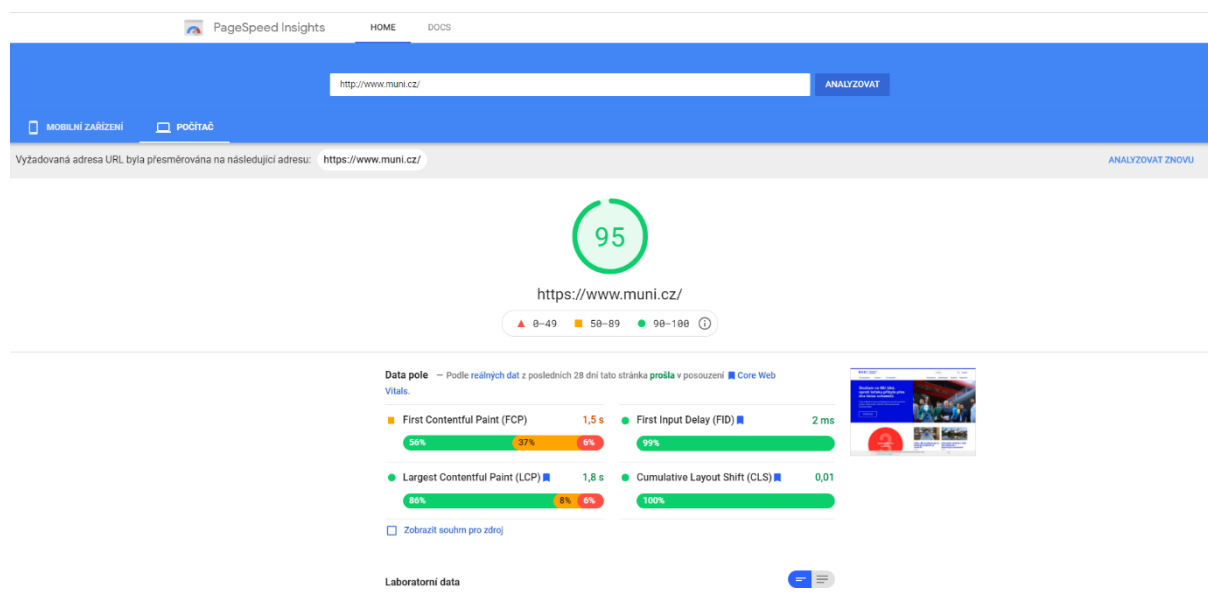 PageSpeed Insights HOME DOCS
http://www.muni.cz/ ANALYZOVAT
MOBILNÍ ZAŘÍZENÍ POČÍTAČ
Vyžadovaná adresa URL byla přesměrována na následující adresu: https://www.muni.cz/ ANALYZOVAT ZNOVU
95
https://www.muni.cz/
0–49 50–89 90–100
Data pole — Podle reálných dat z posledních 28 dní tato stránka prošla v posouzení Core Web
Vitals.
First Contentful Paint (FCP) 1,5 s First Input Delay (FID) 2 ms
56% 37% 6% 99%
Largest Contentful Paint (LCP) 1,8 s Cumulative Layout Shift (CLS) 0,01
86% 8% 6% 100%
Zobrazit souhrn pro zdroj
Laboratorní data